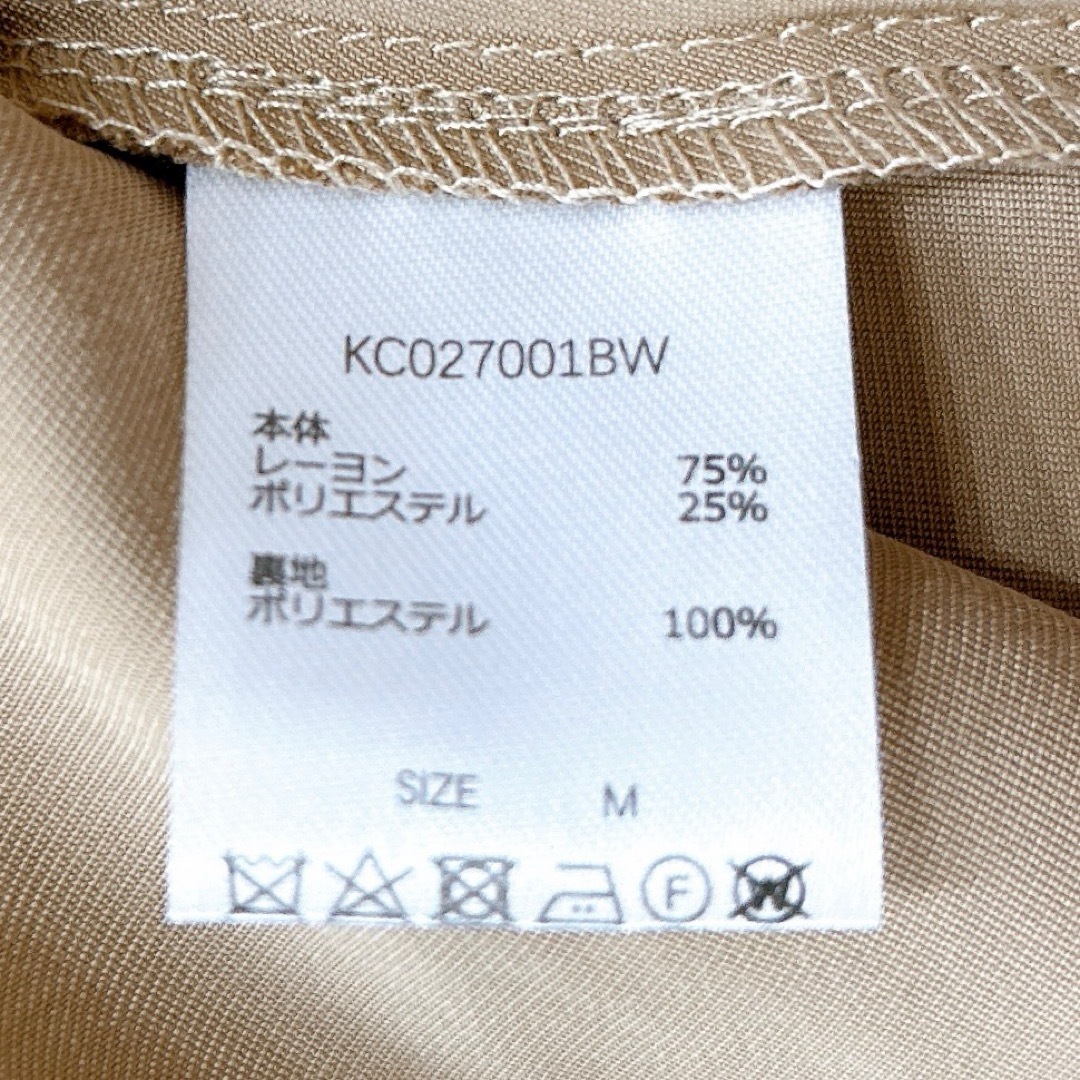 KC027001BW
本体
レーヨン 75%
ポリエステル 25%
裏地
ポリエステル 100%
SIZE M
F
W